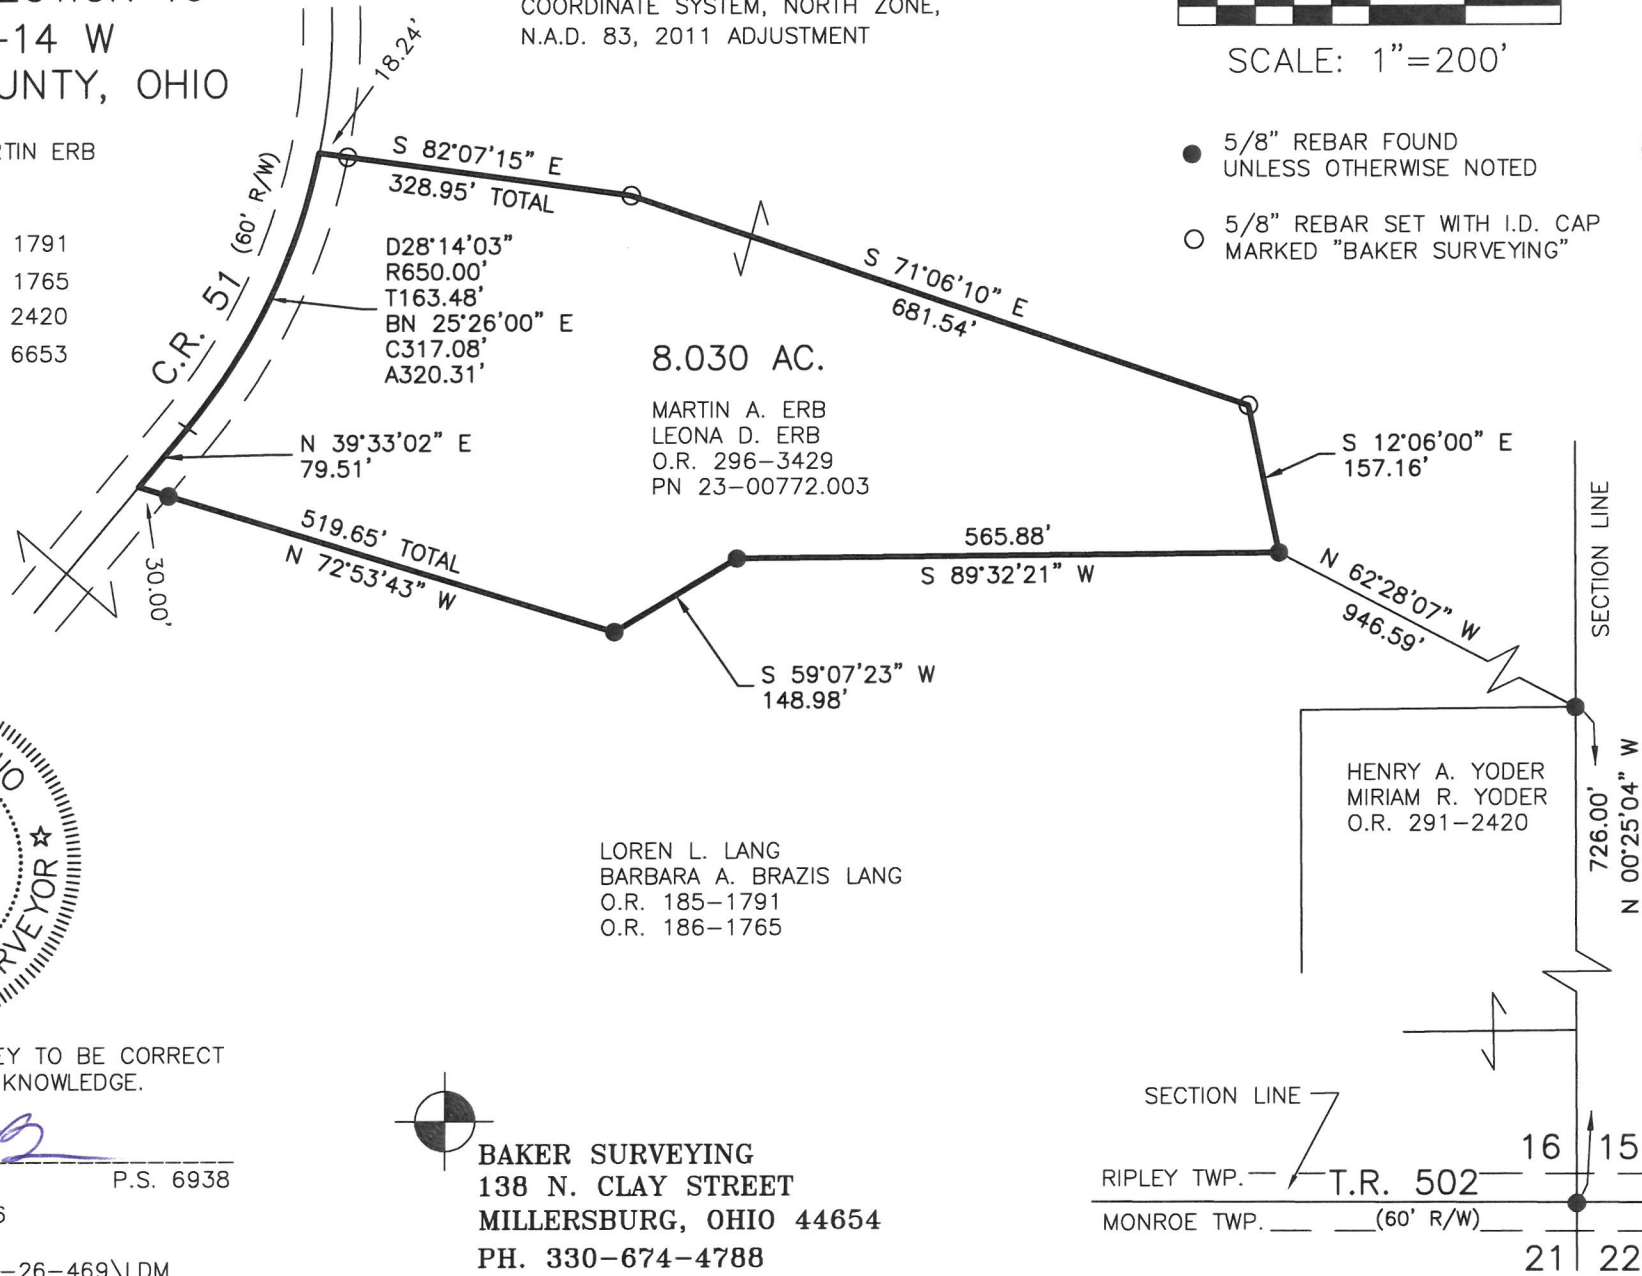 -14 W
UNTY, OHIO
COORDINATE SYSTEM, NORTH ZONE,
N.A.D. 83, 2011 ADJUSTMENT
SCALE: 1"=200'
5/8" REBAR FOUND
UNLESS OTHERWISE NOTED
5/8" REBAR SET WITH I.D. CAP
MARKED "BAKER SURVEYING"
TIN ERB
1791
1765
2420
6653
18.24'
C.R. 51 (60' R/W)
S 82°07'15" E
328.95' TOTAL
D28°14'03"
R650.00'
T163.48'
BN 25°26'00" E
C317.08'
A320.31'
S 71°06'10" E
681.54'
8.030 AC.
MARTIN A. ERB
LEONA D. ERB
O.R. 296-3429
PN 23-00772.003
N 39°33'02" E
79.51'
S 12°06'00" E
157.16'
SECTION LINE
519.65' TOTAL
N 72°53'43" W
30.00'
565.88'
S 89°32'21" W
N 62°28'07" W
946.59'
S 59°07'23" W
148.98'
HENRY A. YODER
MIRIAM R. YODER
O.R. 291-2420
726.00'
N 00°25'04" W
LOREN L. LANG
BARBARA A. BRAZIS LANG
O.R. 185-1791
O.R. 186-1765
IO
RVEYOR
EY TO BE CORRECT
KNOWLEDGE.
P.S. 6938
6
-26-469\LDM
BAKER SURVEYING
138 N. CLAY STREET
MILLERSBURG, OHIO 44654
PH. 330-674-4788
SECTION LINE
16 15
RIPLEY TWP. T.R. 502
MONROE TWP. (60' R/W)
21 22